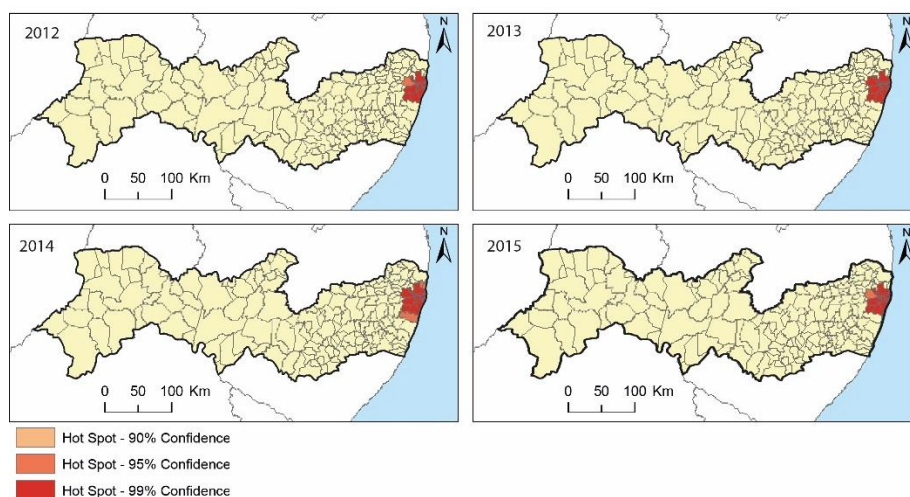 2012
N
0 50 100 Km
2013
N
0 50 100 Km
2014
N
0 50 100 Km
2015
N
0 50 100 Km
Hot Spot - 90% Confidence
Hot Spot - 95% Confidence
Hot Spot - 99% Confidence